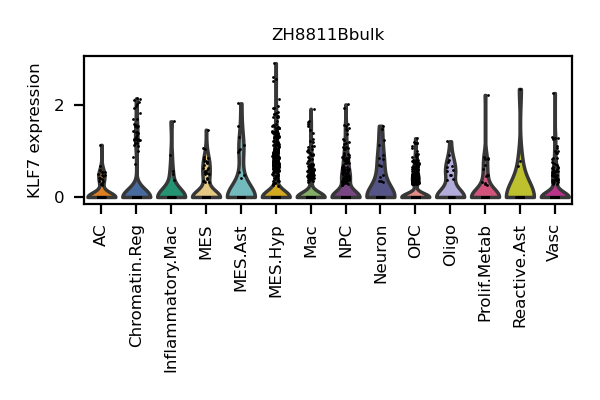 ZH8811Bbulk
KLF7 expression
2
0
AC
Chromatin.Reg
Inflammatory.Mac
MES
MES.Ast
MES.Hyp
Mac
NPC
Neuron
OPC
Oligo
Prolif.Metab
Reactive.Ast
Vasc